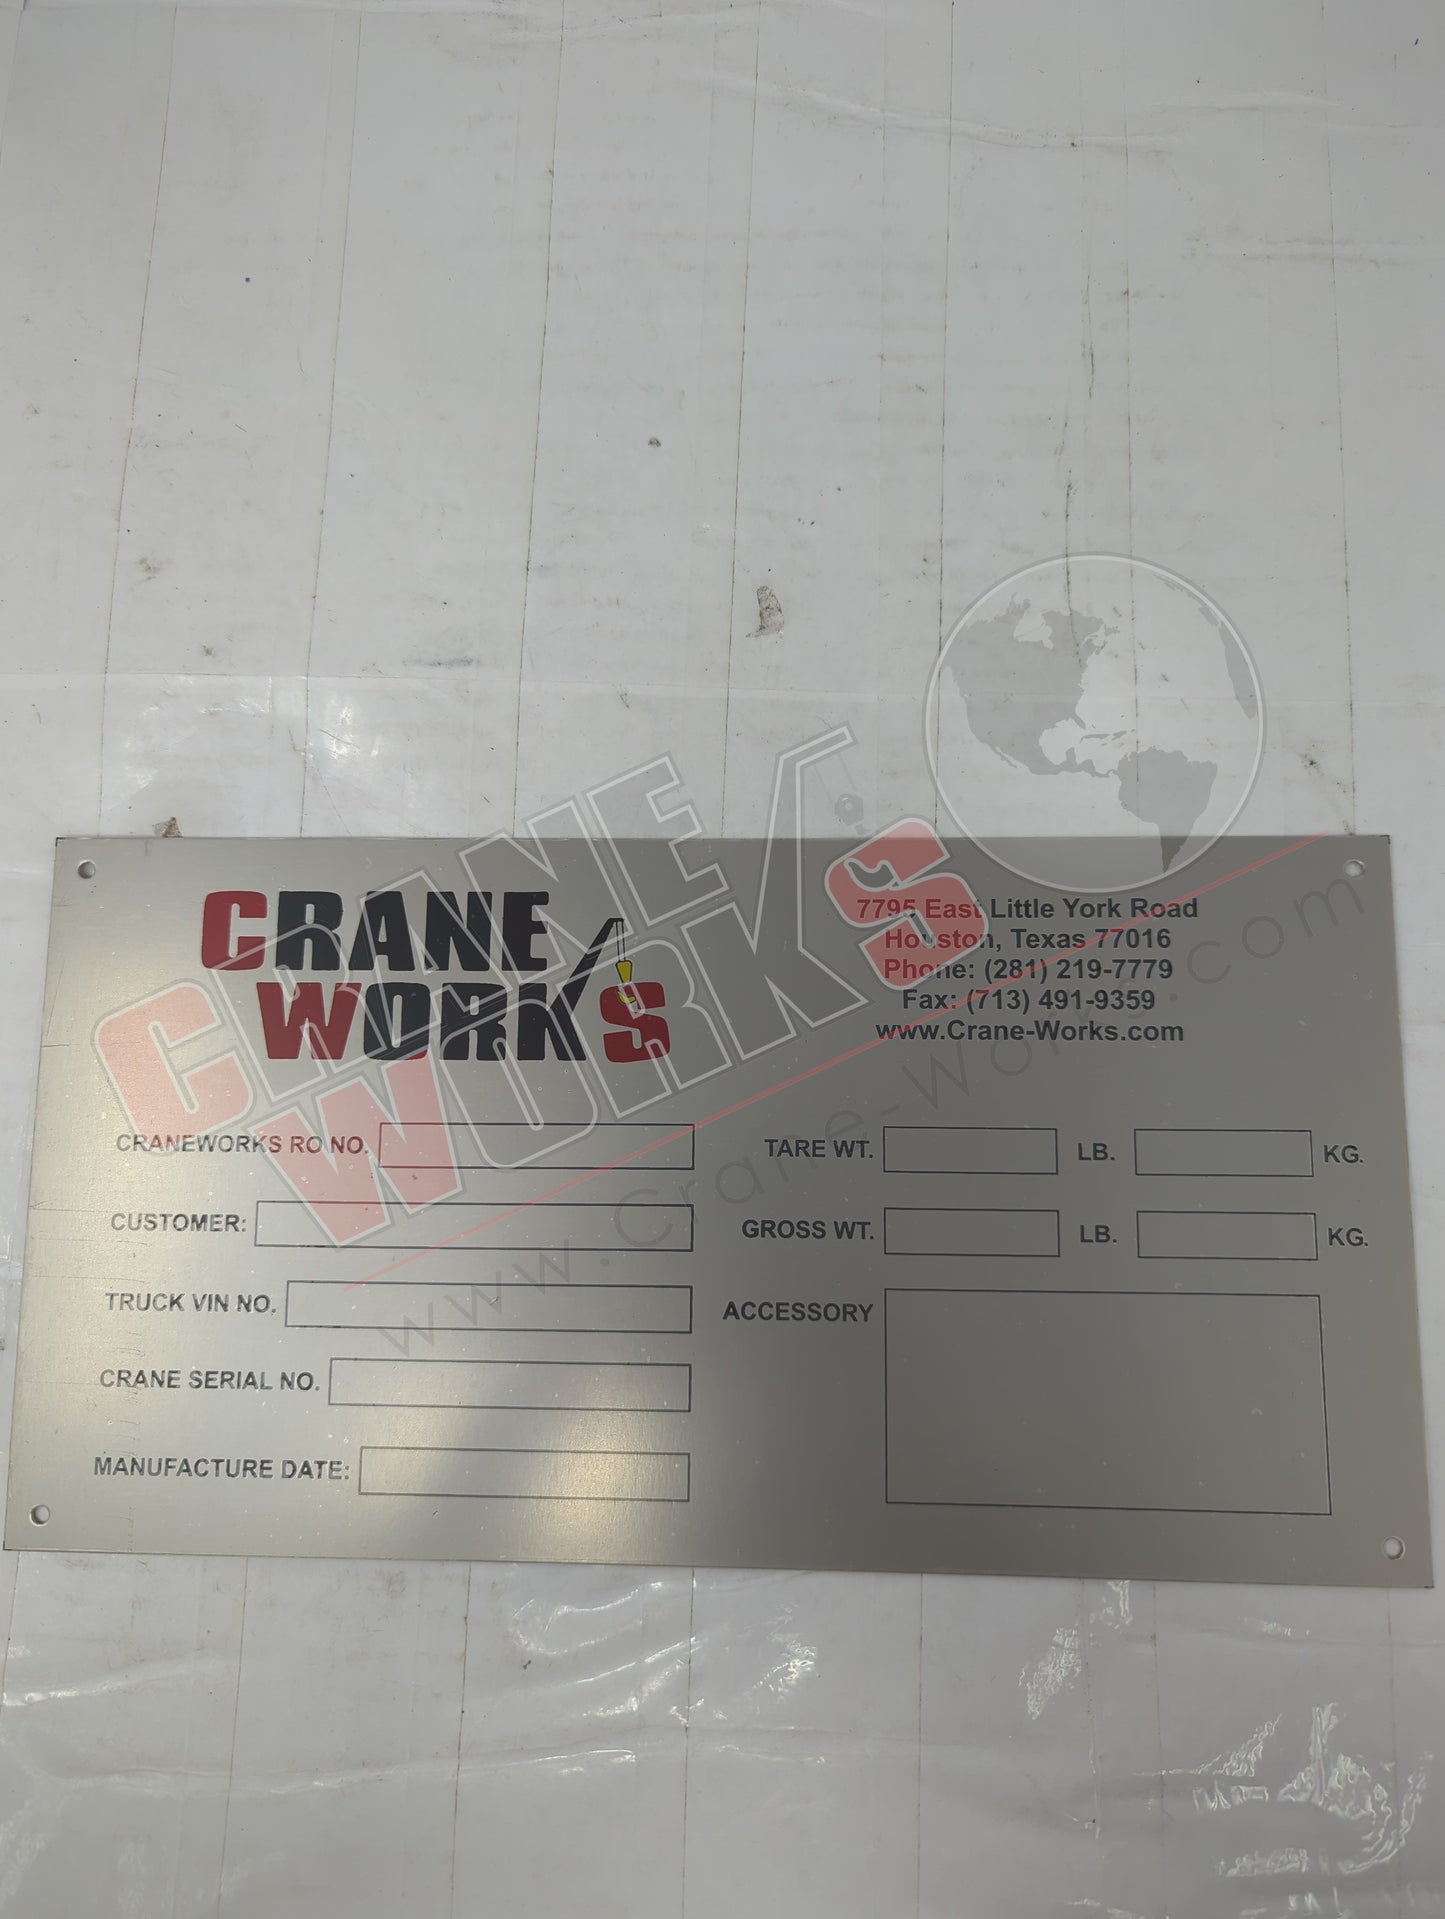 CRANE
WORKS
7795 East Little York Road
Houston, Texas 77016
Phone: (281) 219-7779
Fax: (713) 491-9359
www.Crane-Works.com
CRANEWORKS RO NO.
CUSTOMER:
TRUCK VIN NO.
CRANE SERIAL NO.
MANUFACTURE DATE:
TARE WT. LB. KG.
GROSS WT. LB. KG.
ACCESSORY
CRANE
WORKS
www.Crane-Works.com